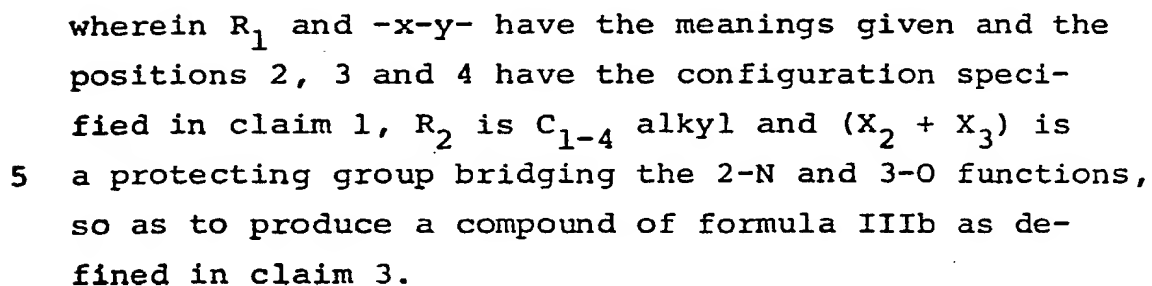 wherein R₁ and -x-y- have the meanings given and the
positions 2, 3 and 4 have the configuration speci-
fied in claim 1, R₂ is C₁₋₄ alkyl and (X₂ + X₃) is
5 a protecting group bridging the 2-N and 3-O functions,
so as to produce a compound of formula IIIb as de-
fined in claim 3.